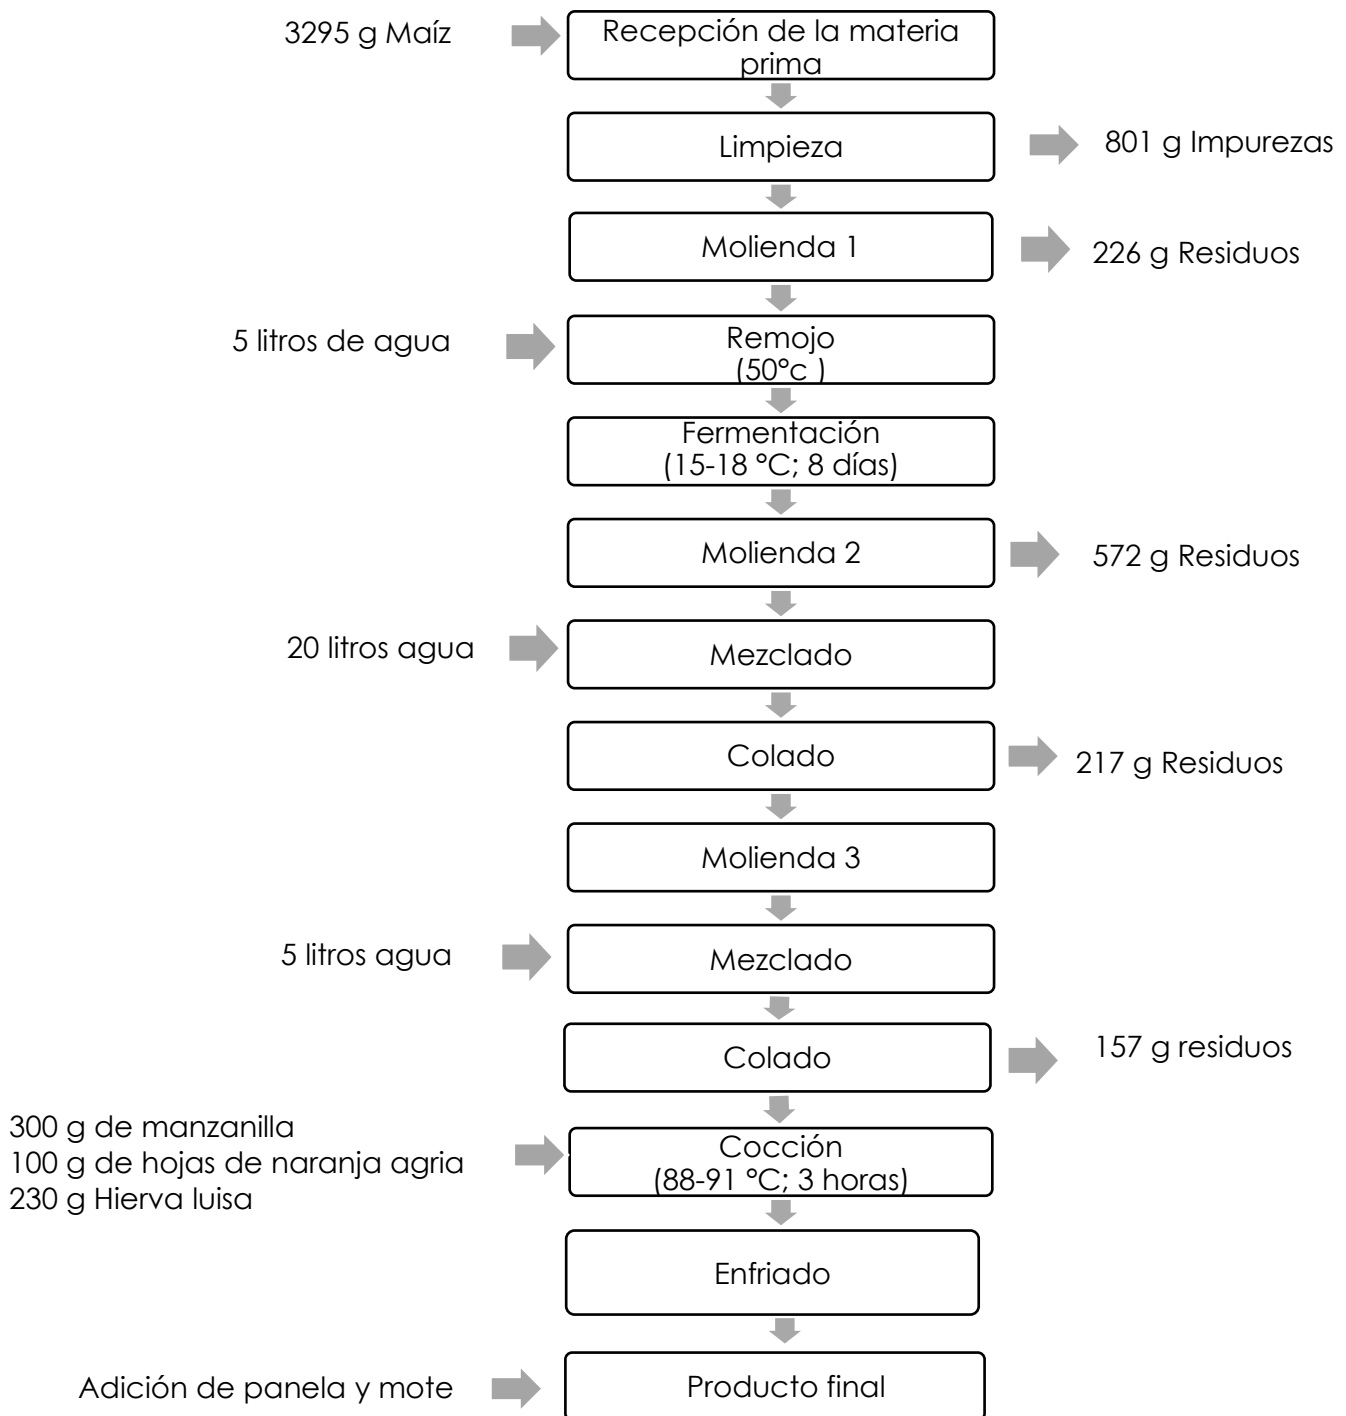 3295 g Maíz
Recepción de la materia
prima
Limpieza
801 g Impurezas
Molienda 1
226 g Residuos
5 litros de agua
Remojo
(50°c )
Fermentación
(15-18 °C; 8 días)
Molienda 2
572 g Residuos
20 litros agua
Mezclado
Colado
217 g Residuos
Molienda 3
5 litros agua
Mezclado
Colado
157 g residuos
300 g de manzanilla
100 g de hojas de naranja agria
230 g Hierva luisa
Cocción
(88-91 °C; 3 horas)
Enfriado
Adición de panela y mote
Producto final